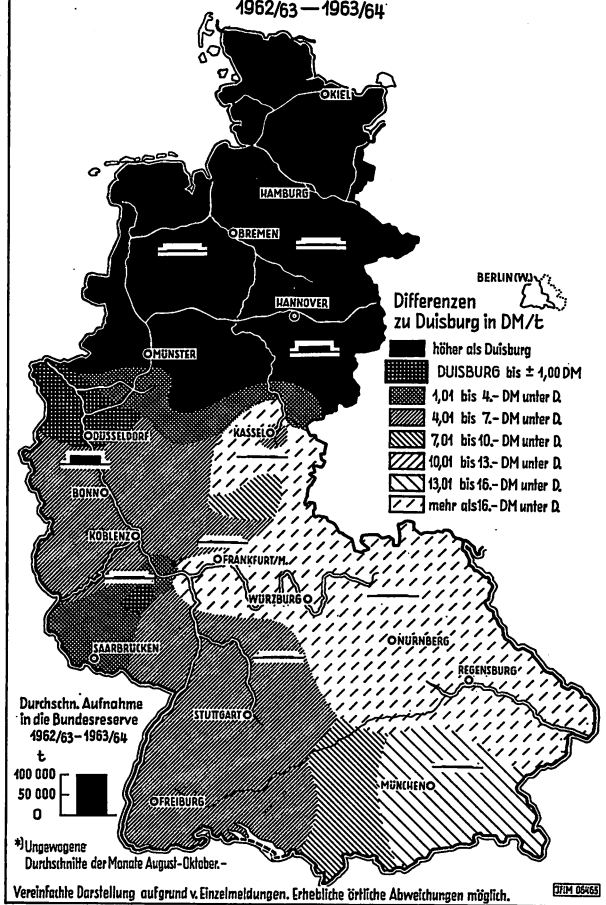 1962/63 — 1963/64
KIEL
HAMBURG
BREMEN
BERLIN(W.)
HANNOVER
Differenzen
zu Duisburg in DM/t
höher als Duisburg
DUISBURG bis ± 1,00 DM
1,01 bis 4.- DM unter D.
4,01 bis 7.- DM unter D.
7,01 bis 10.- DM unter D.
10,01 bis 13.- DM unter D.
13,01 bis 16.- DM unter D.
mehr als 16.- DM unter D.
MÜNSTER
DÜSSELDORF
KASSEL
BONN
KOBLENZ
FRANKFURT/M.
WÜRZBURG
NÜRNBERG
SAARBRÜCKEN
REGENSBURG
STUTTGART
MÜNCHEN
FREIBURG
Durchschn. Aufnahme
in die Bundesreserve
1962/63-1963/64
t
100 000
50 000
0
*) Ungewogene
Durchschnitte der Monate August-Oktober.-
Vereinfachte Darstellung aufgrund v. Einzelmeldungen. Erhebliche örtliche Abweichungen möglich.